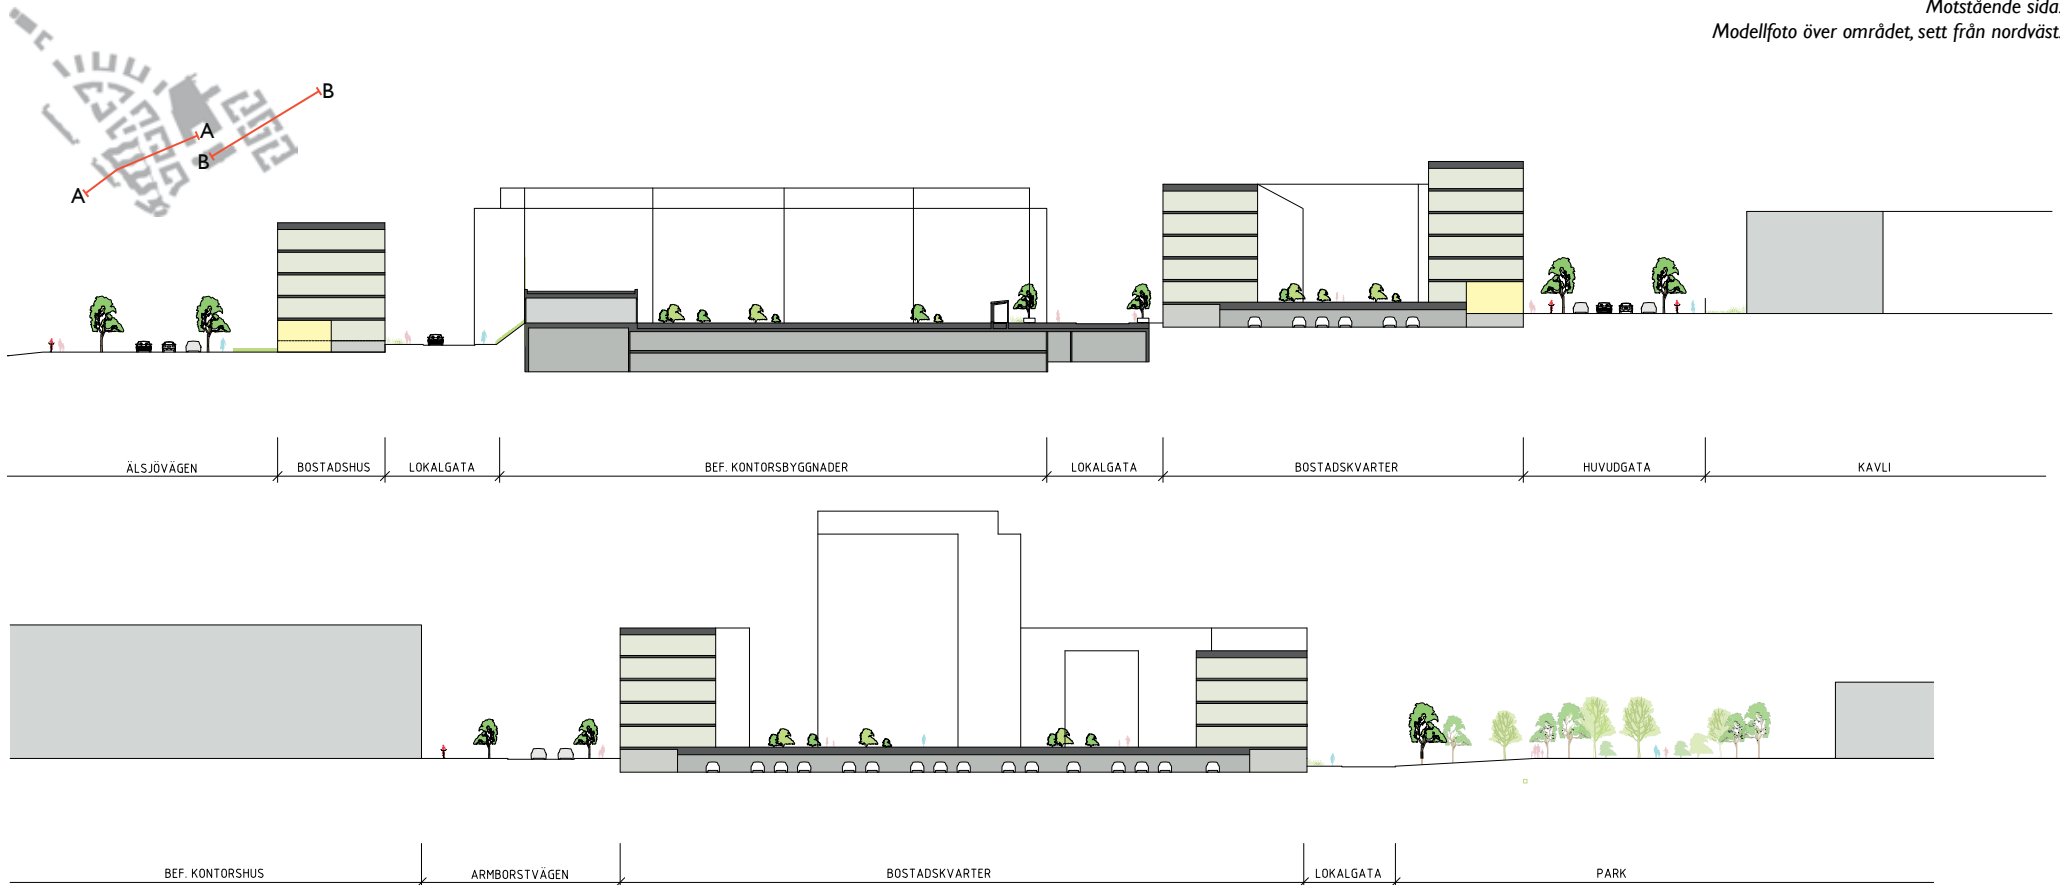 Motstående sida:
Modellfoto över området, sett från nordväst.
B
A
B
A
ÄLSJÖVÄGEN
BOSTADSHUS
LOKALGATA
BEF. KONTORSBYGGNADER
LOKALGATA
BOSTADSKVARTER
HUVUDGATA
KAVLI
BEF. KONTORSHUS
ARMBORSTVÄGEN
BOSTADSKVARTER
LOKALGATA
PARK